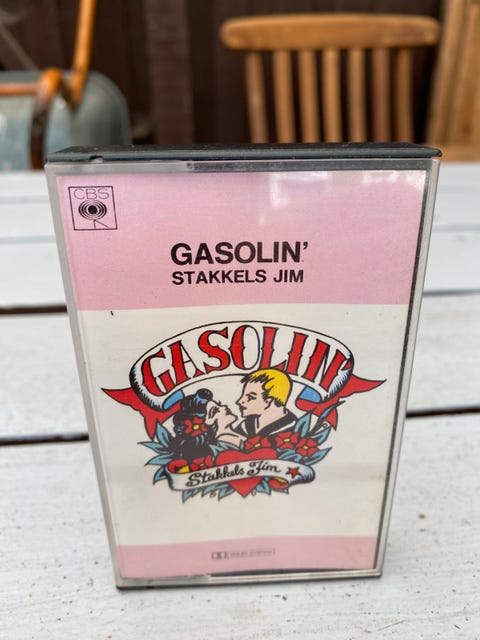 CBS
GASOLIN'
STAKKELS JIM
GASOLIN'
Stakkels Jim